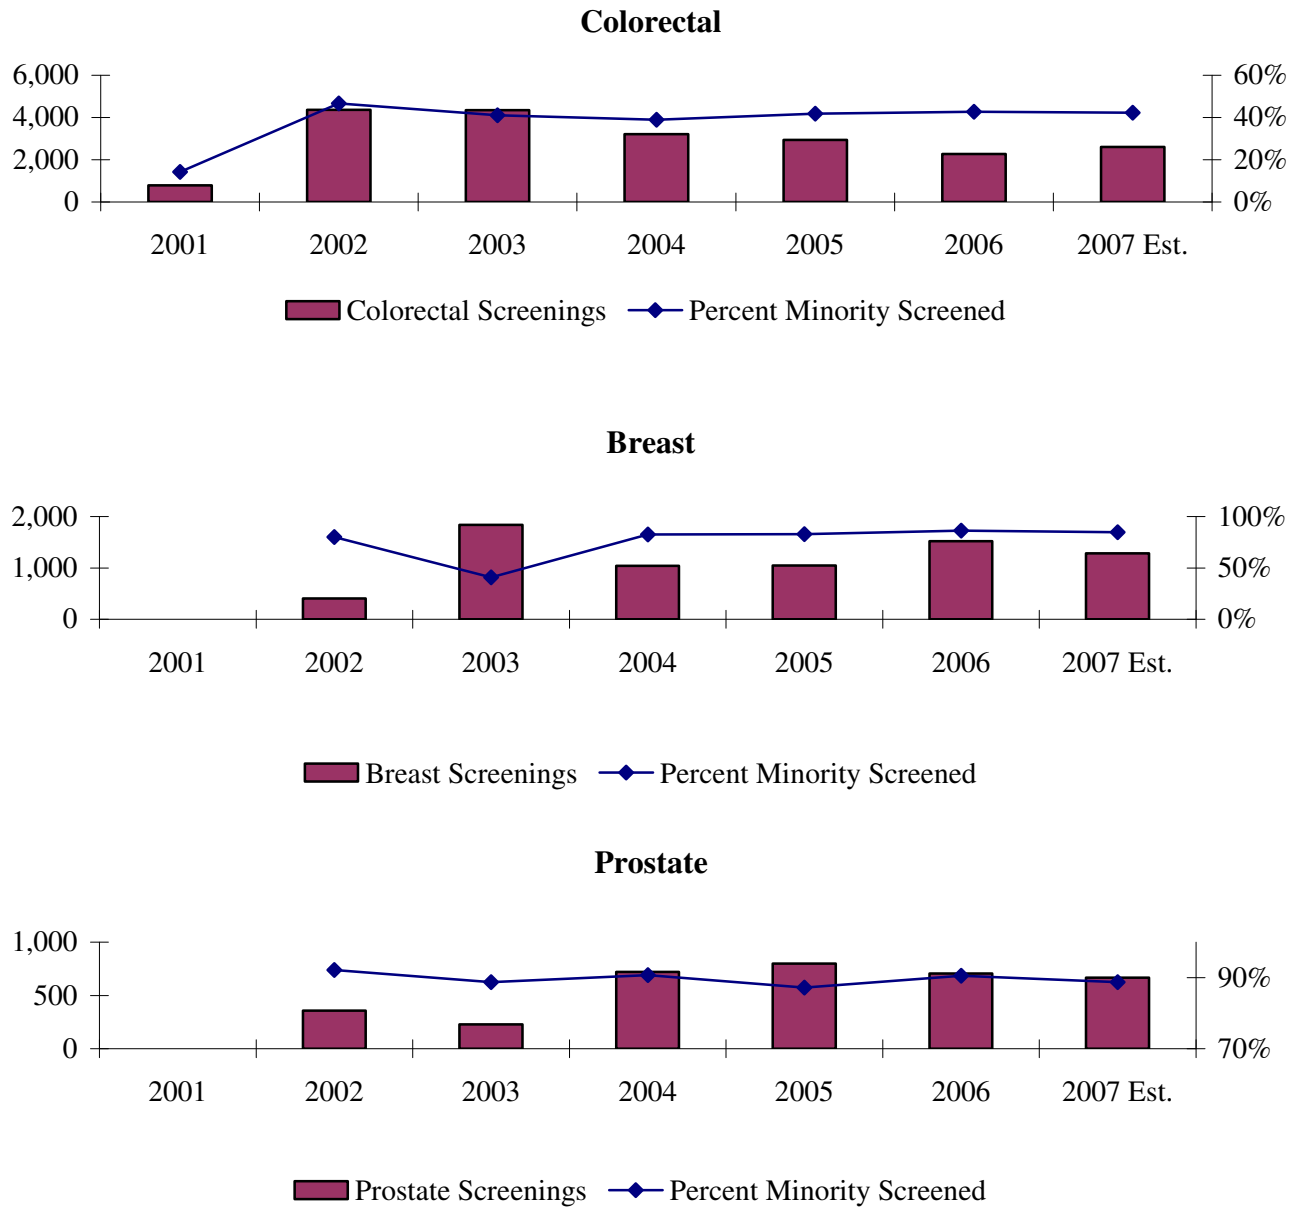 Colorectal
6,000 60%
4,000 40%
2,000 20%
0 0%
2001 2002 2003 2004 2005 2006 2007 Est.
Colorectal Screenings Percent Minority Screened
Breast
2,000 100%
1,000 50%
0 0%
2001 2002 2003 2004 2005 2006 2007 Est.
Breast Screenings Percent Minority Screened
Prostate
1,000
500 90%
0 70%
2001 2002 2003 2004 2005 2006 2007 Est.
Prostate Screenings Percent Minority Screened